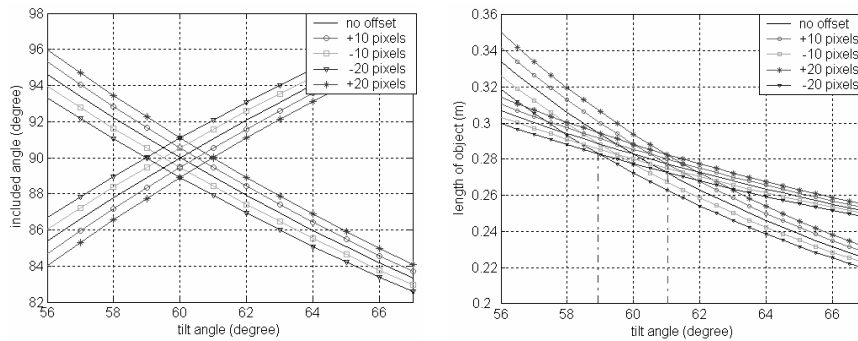 98
96
94
92
90
88
86
84
82
56
58
60
62
64
66
included angle (degree)
tilt angle (degree)
no offset
+10 pixels
-10 pixels
-20 pixels
+20 pixels
0.36
0.34
0.32
0.3
0.28
0.26
0.24
0.22
0.2
56
58
60
62
64
66
length of object (m)
tilt angle (degree)
no offset
+10 pixels
-10 pixels
+20 pixels
-20 pixels